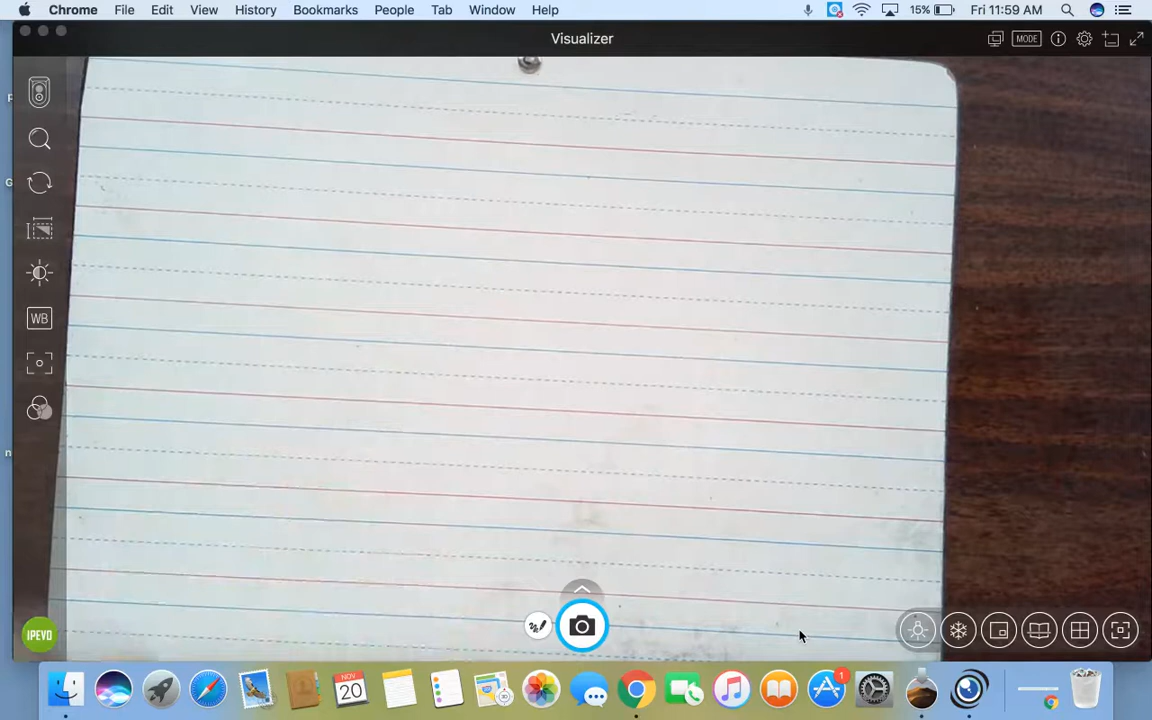 Chrome File Edit View History Bookmarks People Tab Window Help 15% Fri 11:59 AM
Visualizer
MODE
WB
IPEVO
NOV
20
1